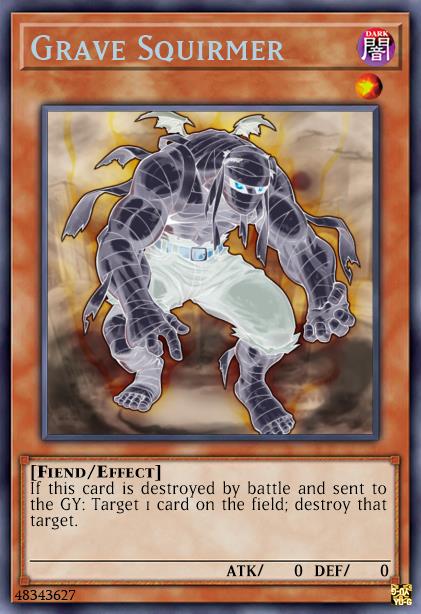 Grave Squirmer
DARK
闇
[Fiend/Effect]
If this card is destroyed by battle and sent to
the GY: Target 1 card on the field; destroy that
target.
ATK/ 0 DEF/ 0
48343627